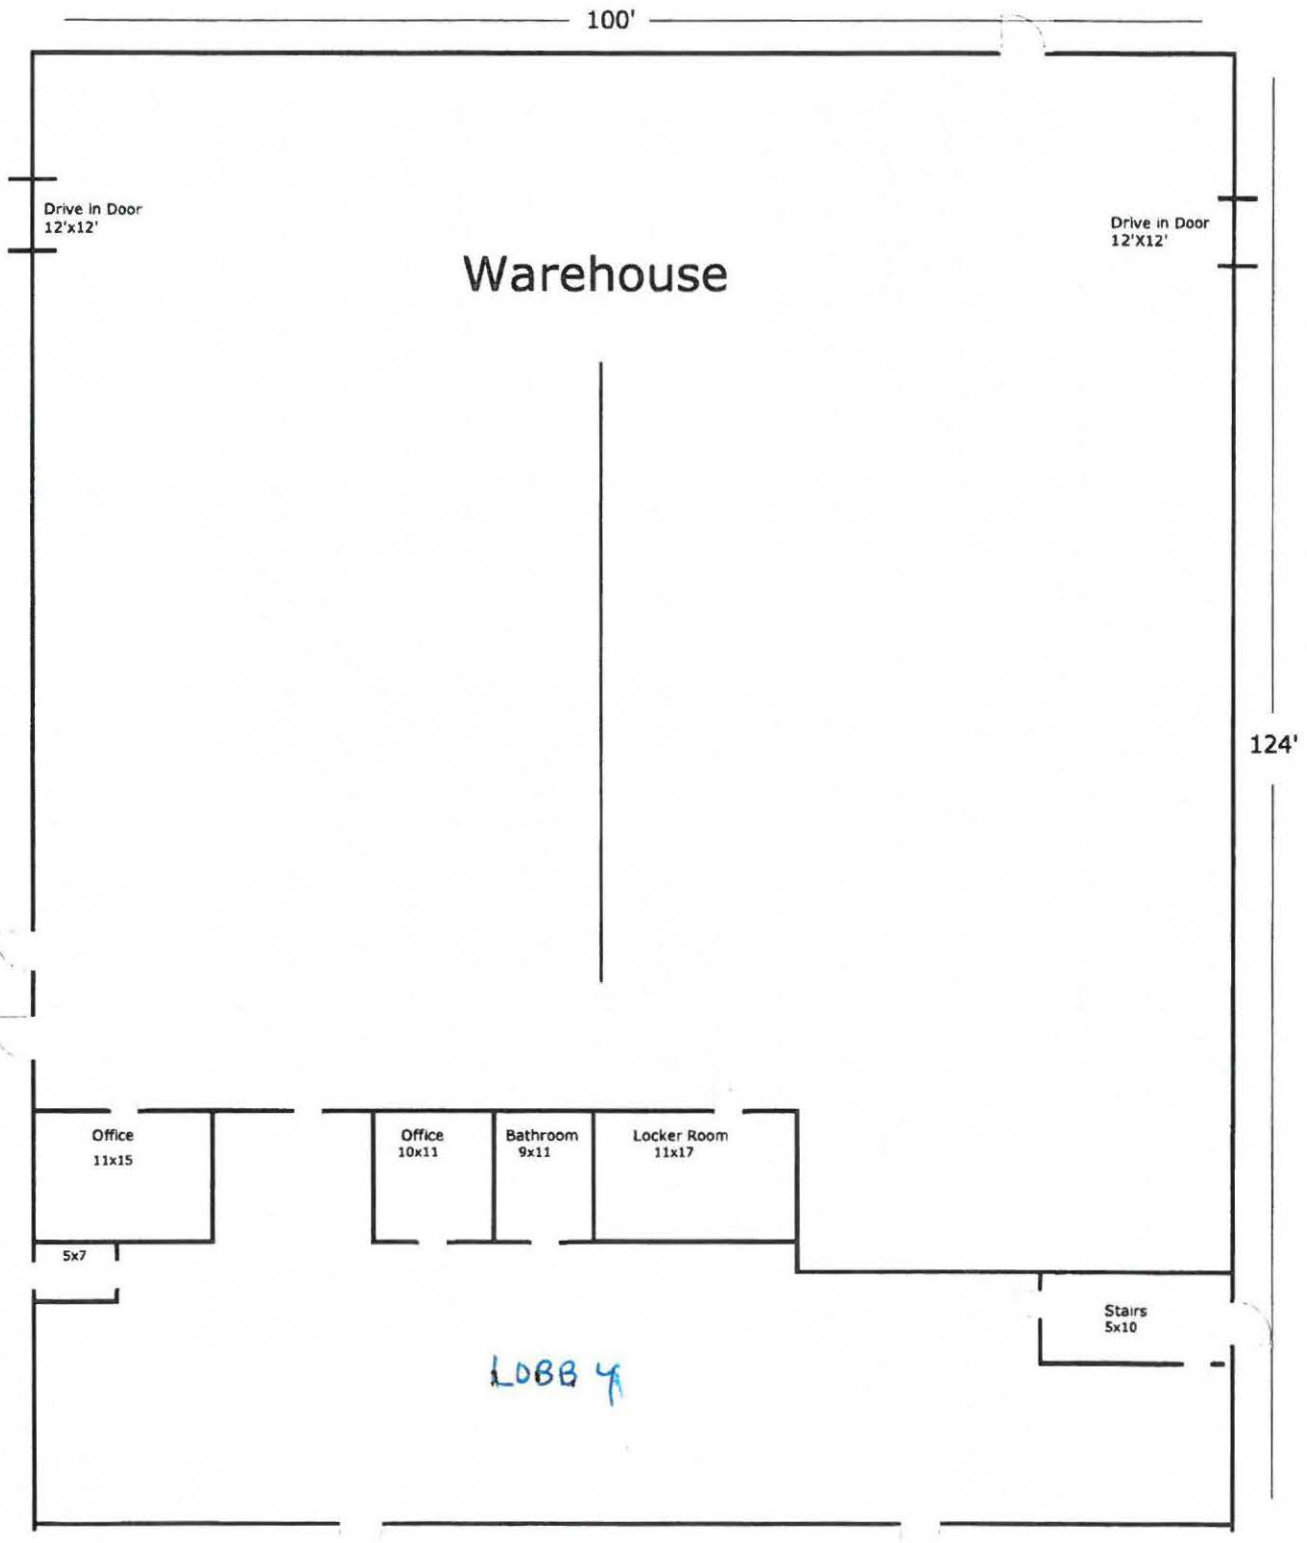 100'
Drive in Door
12'x12'
Drive in Door
12'X12'
Warehouse
124'
Office
11x15
Office
10x11
Bathroom
9x11
Locker Room
11x17
5x7
Stairs
5x10
LOBBY